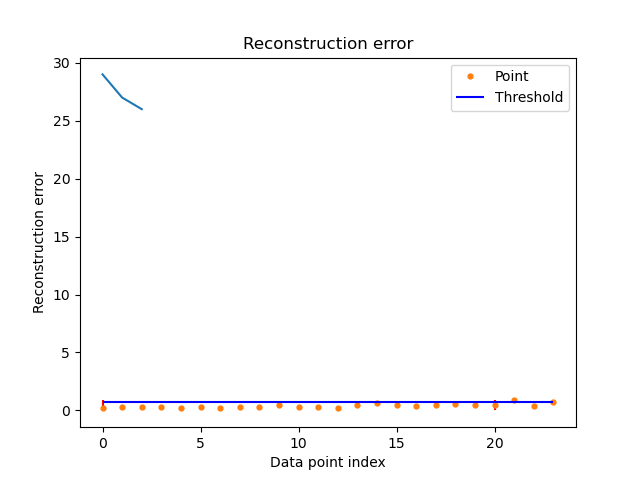 Reconstruction error
30
25
20
15
10
5
0
Reconstruction error
Point
Threshold
0
5
10
15
20
Data point index